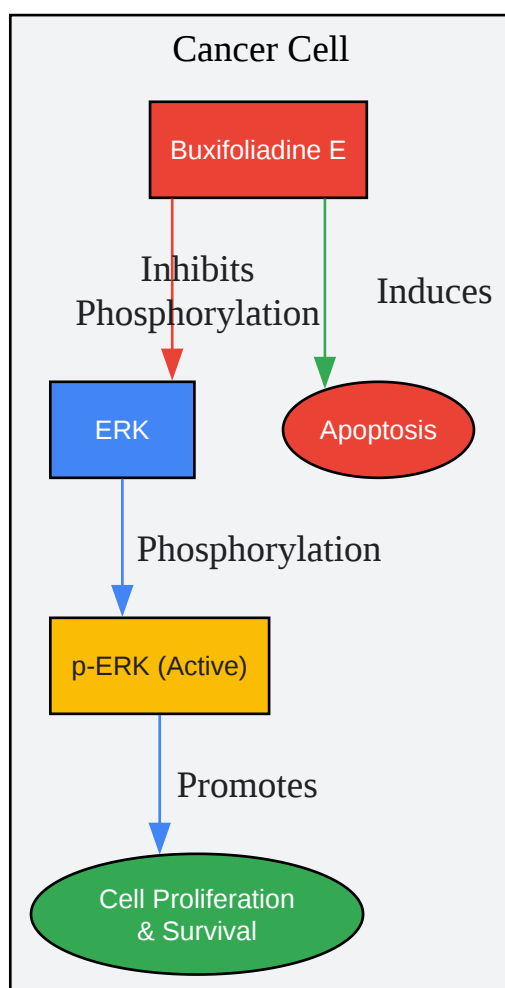 Cancer Cell
Buxifoliadine E
Inhibits
Phosphorylation
Induces
ERK
Apoptosis
Phosphorylation
p-ERK (Active)
Promotes
Cell Proliferation
& Survival